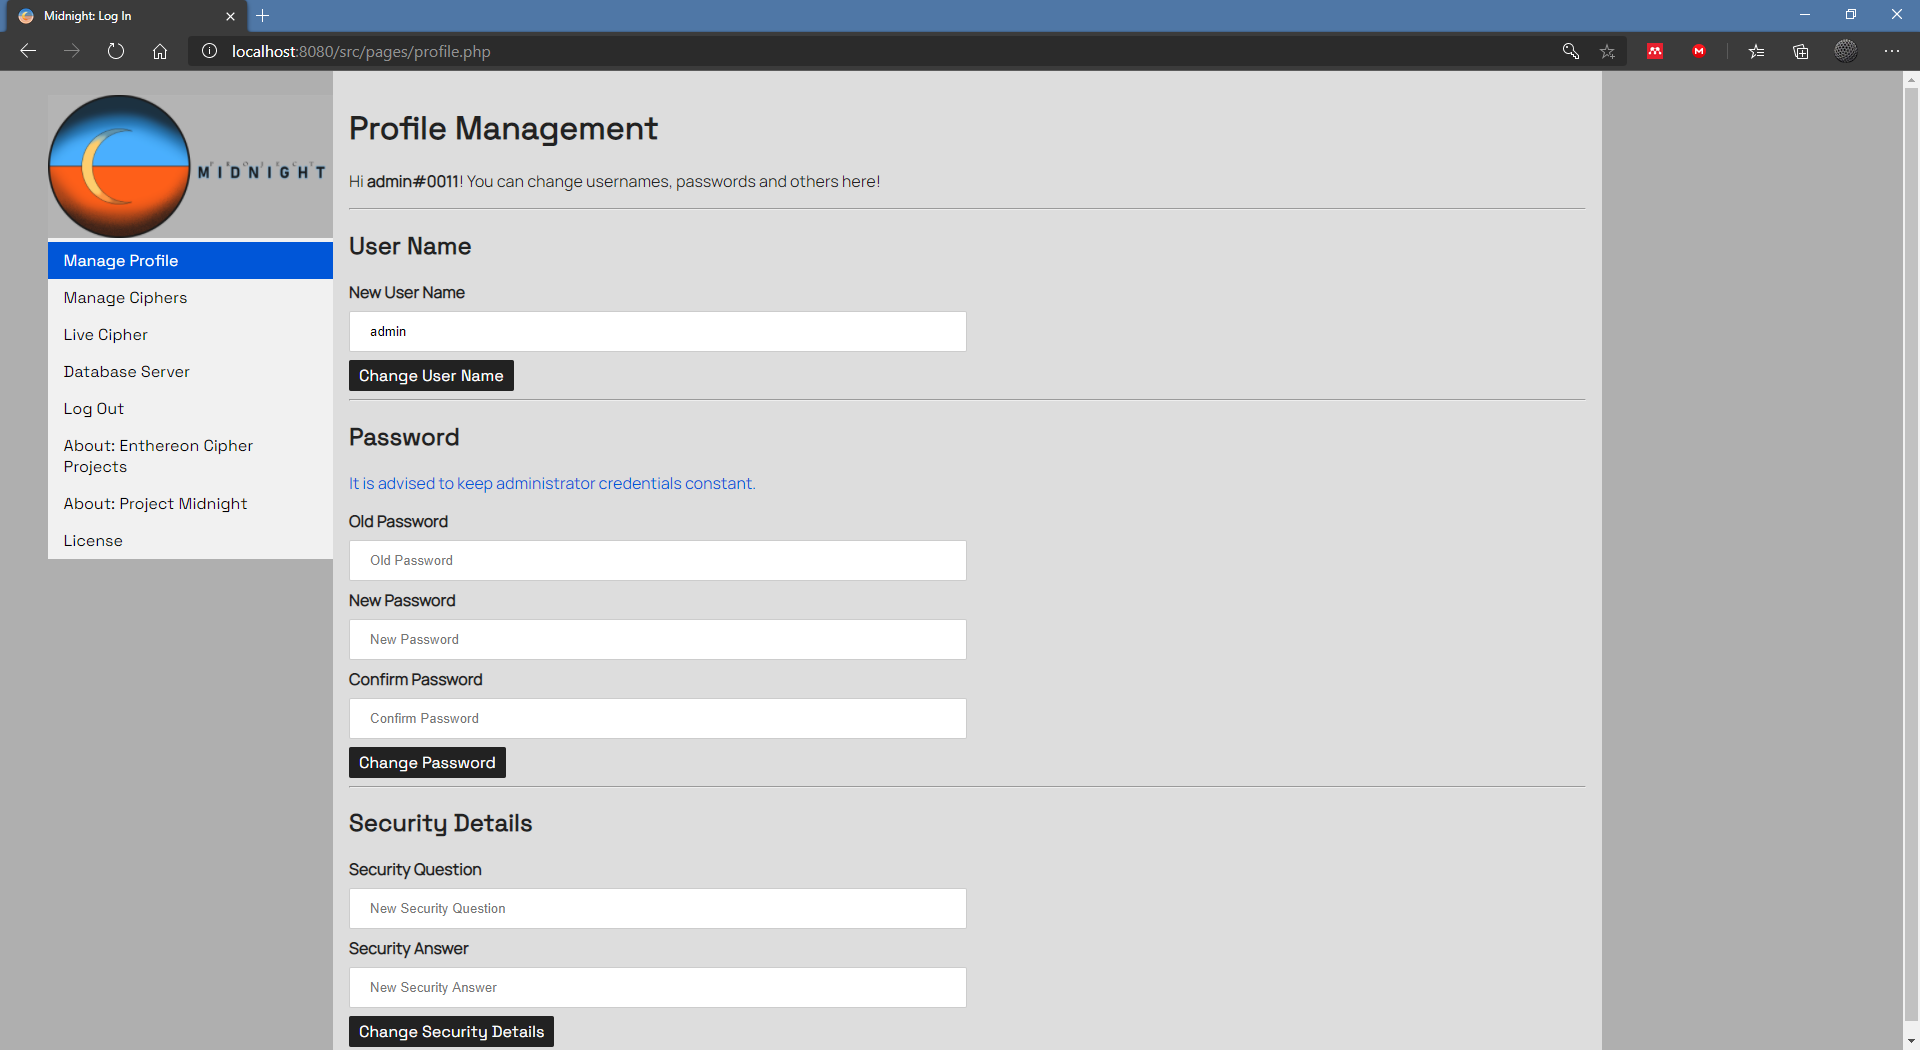 Midnight: Log In
localhost:8080/src/pages/profile.php
PROJECT
MIDNIGHT
Manage Profile
Manage Ciphers
Live Cipher
Database Server
Log Out
About: Enthereon Cipher
Projects
About: Project Midnight
License
Profile Management
Hi admin#0011! You can change usernames, passwords and others here!
User Name
New User Name
admin
Change User Name
Password
It is advised to keep administrator credentials constant.
Old Password
Old Password
New Password
New Password
Confirm Password
Confirm Password
Change Password
Security Details
Security Question
New Security Question
Security Answer
New Security Answer
Change Security Details